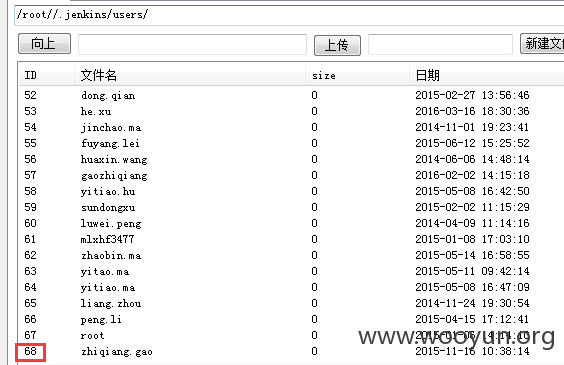 /root//.jenkins/users/
向上 上传 新建文
ID 文件名 size 日期
52 dong.qian 0 2015-02-27 13:56:46
53 he.xu 0 2016-03-16 18:30:36
54 jinchao.ma 0 2014-11-01 19:23:41
55 fuyang.lei 0 2015-06-12 15:25:52
56 huaxin.wang 0 2014-06-06 14:48:14
57 gaozhiqiang 0 2016-02-02 14:15:18
58 yitiao.hu 0 2015-05-08 16:42:50
59 sundongxu 0 2015-02-02 11:15:29
60 luwei.peng 0 2014-04-09 11:14:16
61 mlxhf3477 0 2015-01-08 17:03:10
62 zhaobin.ma 0 2015-05-14 16:58:55
63 yitao.ma 0 2015-05-11 09:42:14
64 yitiao.ma 0 2015-05-08 16:47:09
65 liang.zhou 0 2014-11-24 19:30:54
66 peng.li 0 2015-04-15 17:12:41
67 root 0
68 zhiqiang.gao 0 2015-11-16 10:38:14
www.wooyun.org